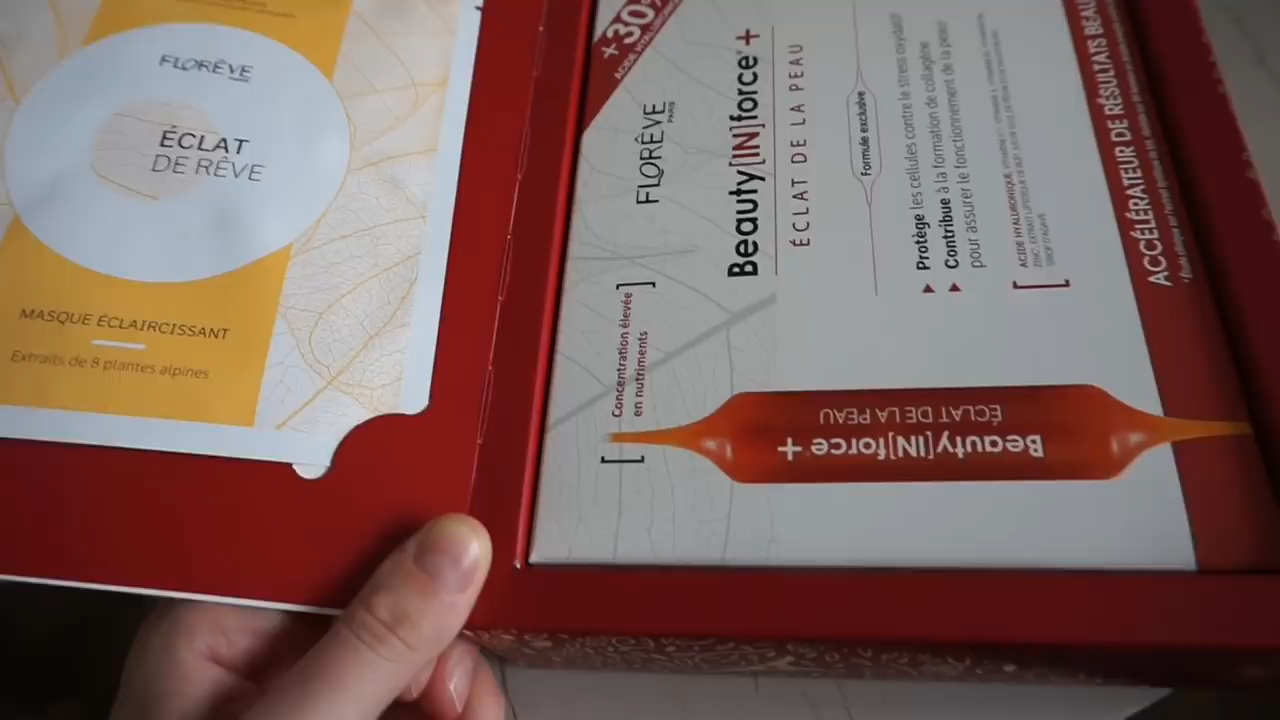 FLORÊVE
ÉCLAT
DE RÊVE
MASQUE ÉCLAIRCISSANT
Extraits de 8 plantes alpines
+30%
ACIDE
FLORÊVE
PARIS
Beauty[IN]force+
ÉCLAT DE LA PEAU
Formule exclusive
Protège les cellules contre le stress oxydatif
Contribue à la formation de collagène
pour assurer le fonctionnement de la peau
ACIDE HYALURONIQUE,
ACCÉLÉRATEUR DE RÉSULTATS BEAU
[Concentration élevée
en nutriments]
Beauty[IN]force+
ÉCLAT DE LA PEAU